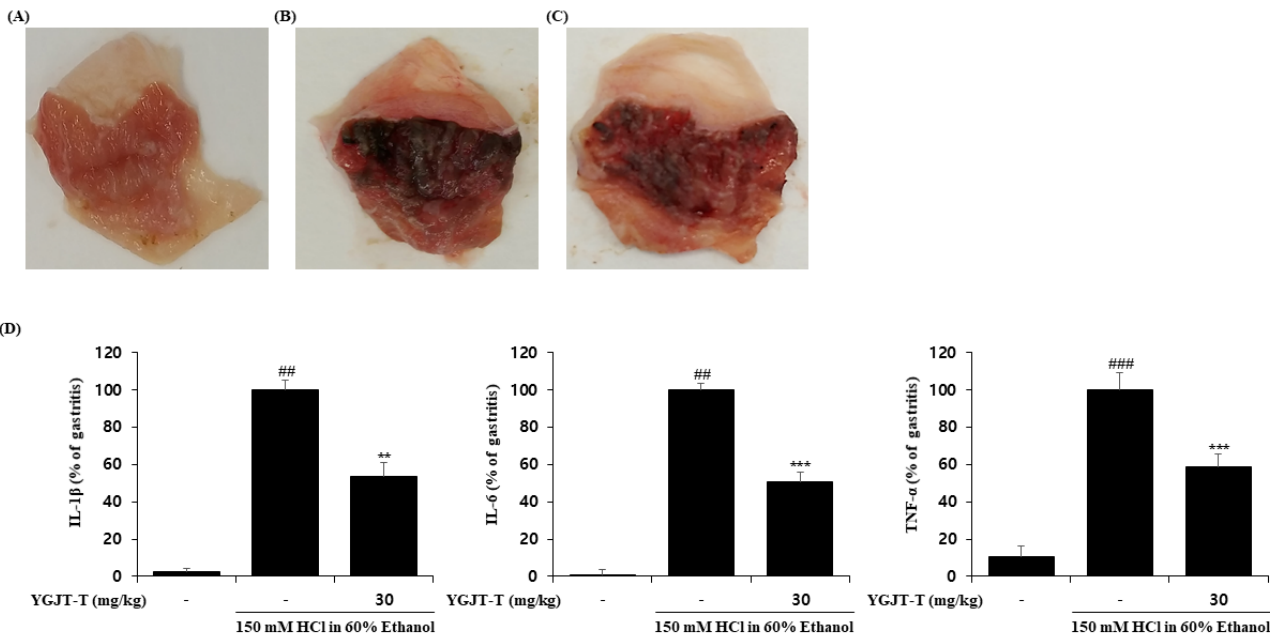 (A)
(B)
(C)
(D)
IL-1β (% of gastritis)
120
100
80
60
40
20
0
##
**
YGJT-T (mg/kg) - - 30
150 mM HCl in 60% Ethanol
IL-6 (% of gastritis)
120
100
80
60
40
20
0
##
***
YGJT-T (mg/kg) - - 30
150 mM HCl in 60% Ethanol
TNF-α (% of gastritis)
120
100
80
60
40
20
0
###
***
YGJT-T (mg/kg) - - 30
150 mM HCl in 60% Ethanol